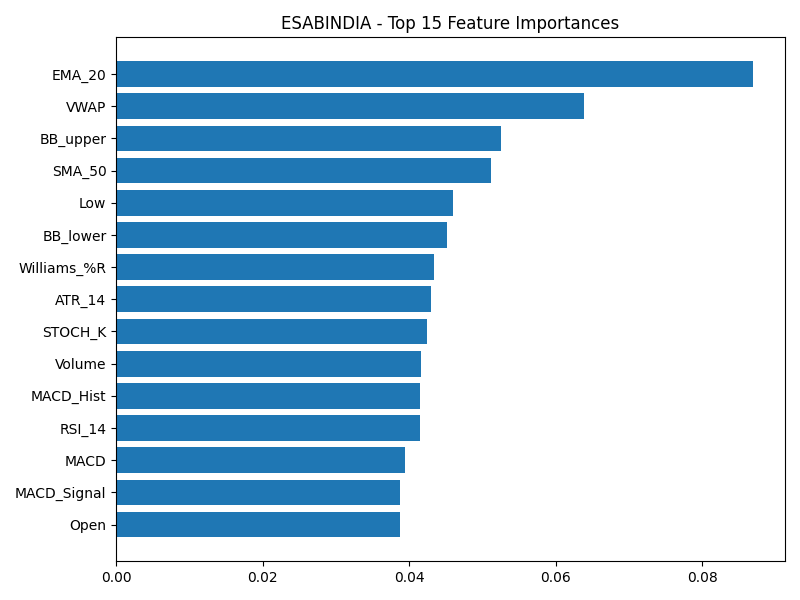 ESABINDIA - Top 15 Feature Importances
EMA_20
VWAP
BB_upper
SMA_50
Low
BB_lower
Williams_%R
ATR_14
STOCH_K
Volume
MACD_Hist
RSI_14
MACD
MACD_Signal
Open
0.00 0.02 0.04 0.06 0.08